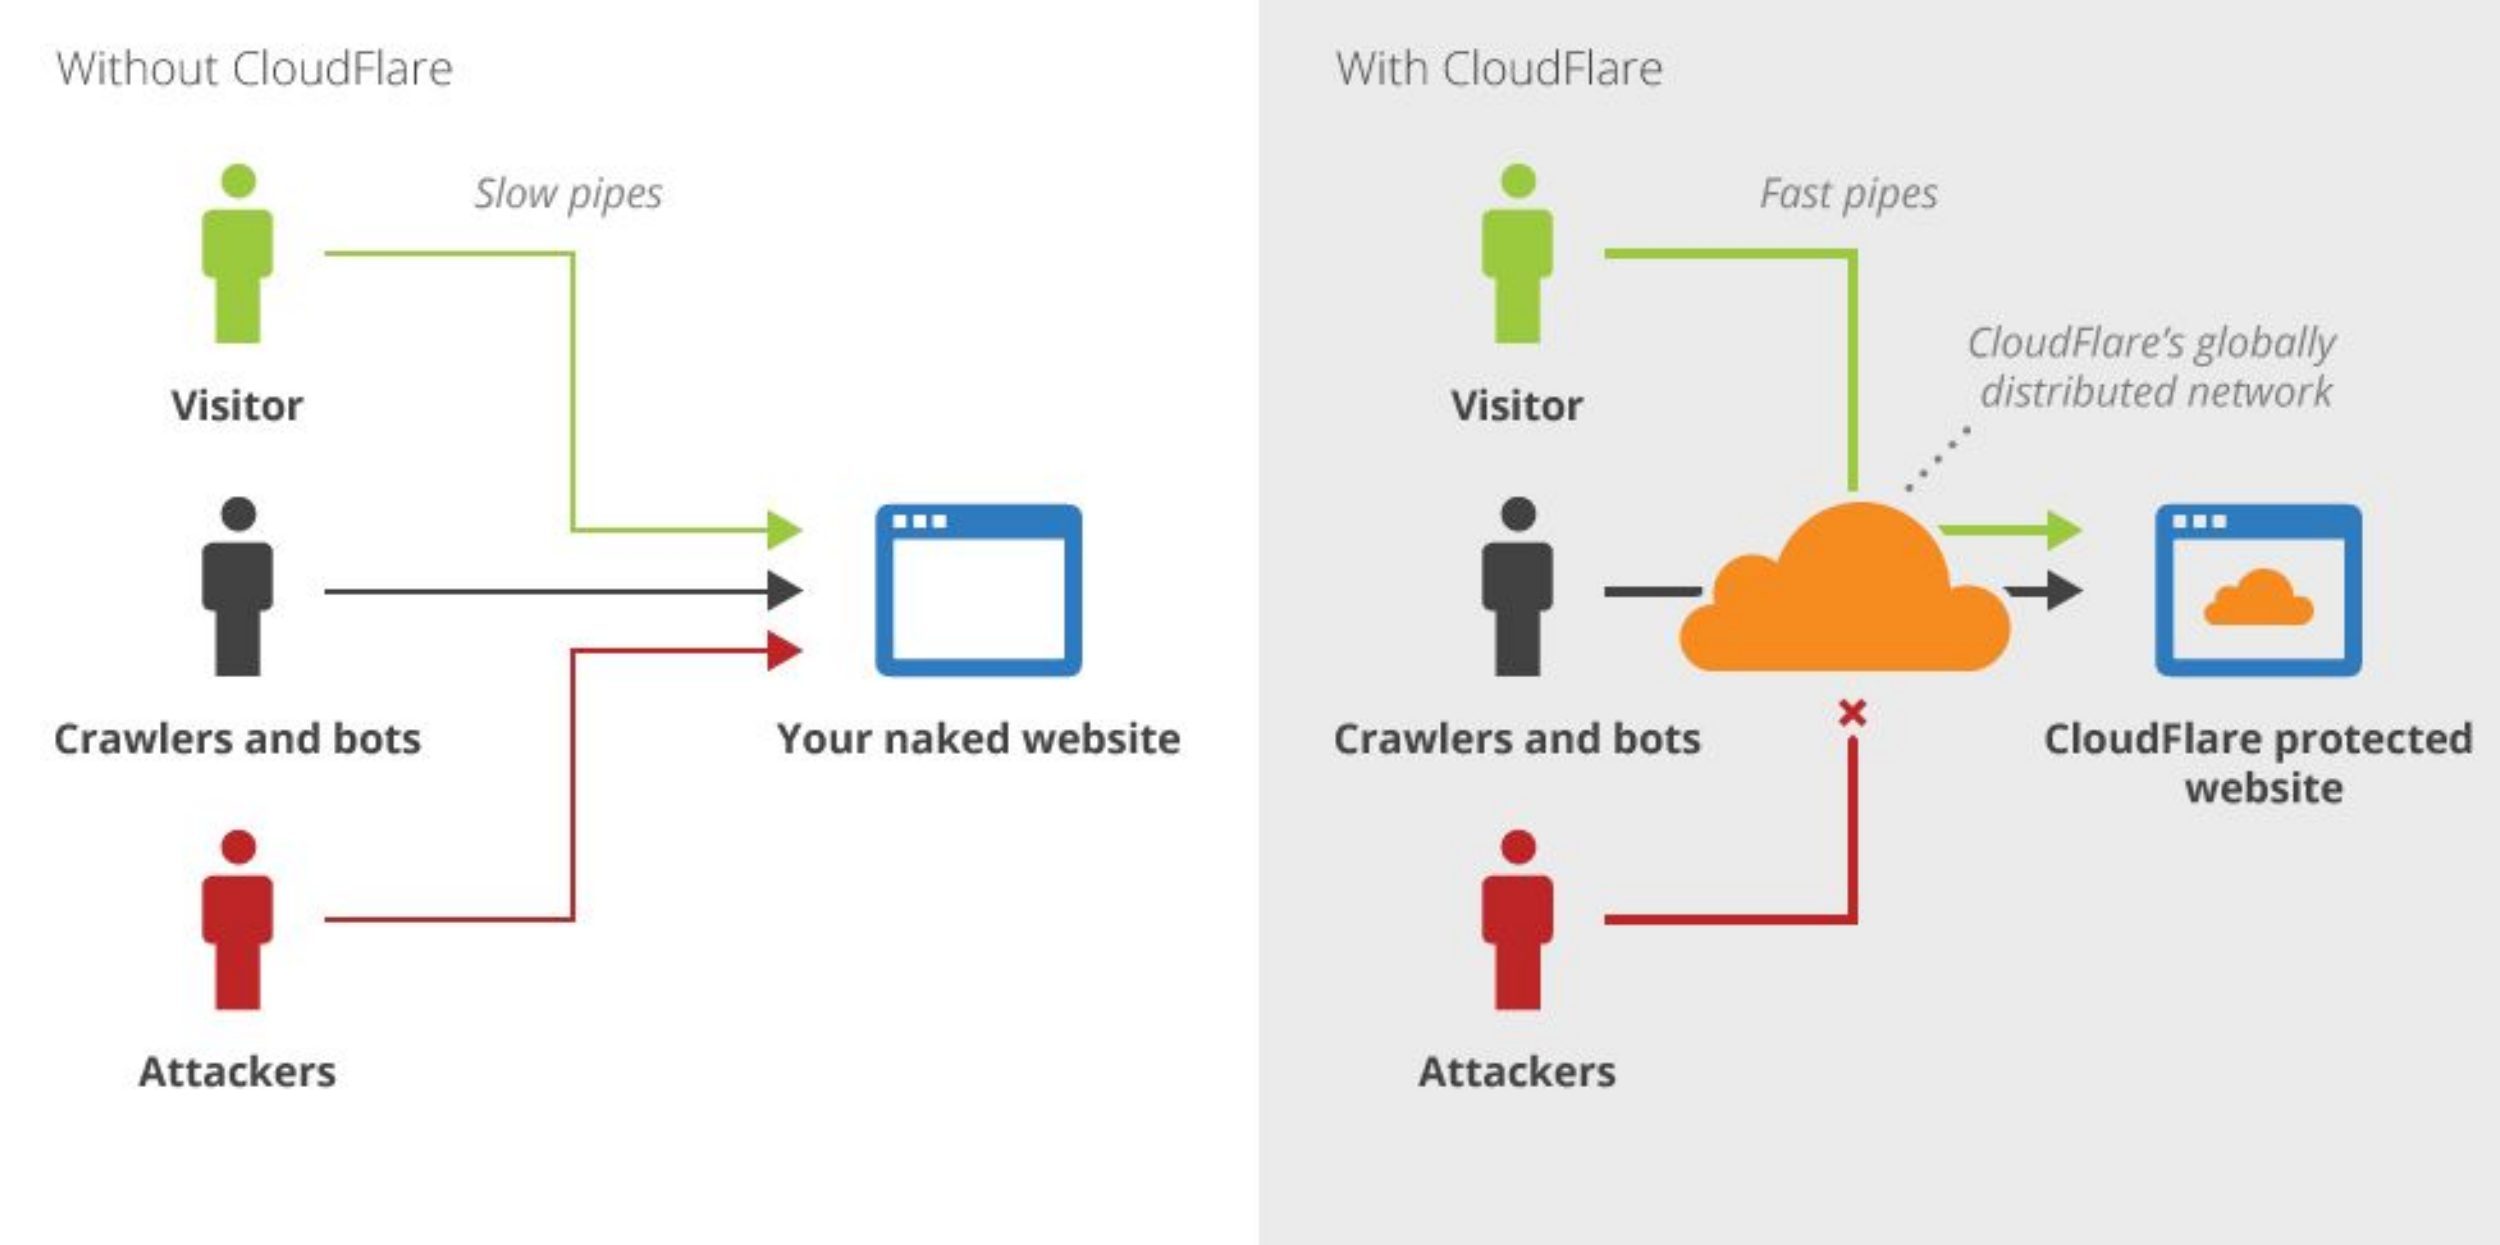 Without CloudFlare
Slow pipes
Visitor
Crawlers and bots
Your naked website
Attackers
With CloudFlare
Fast pipes
CloudFlare's globally
distributed network
Visitor
Crawlers and bots
CloudFlare protected
website
Attackers